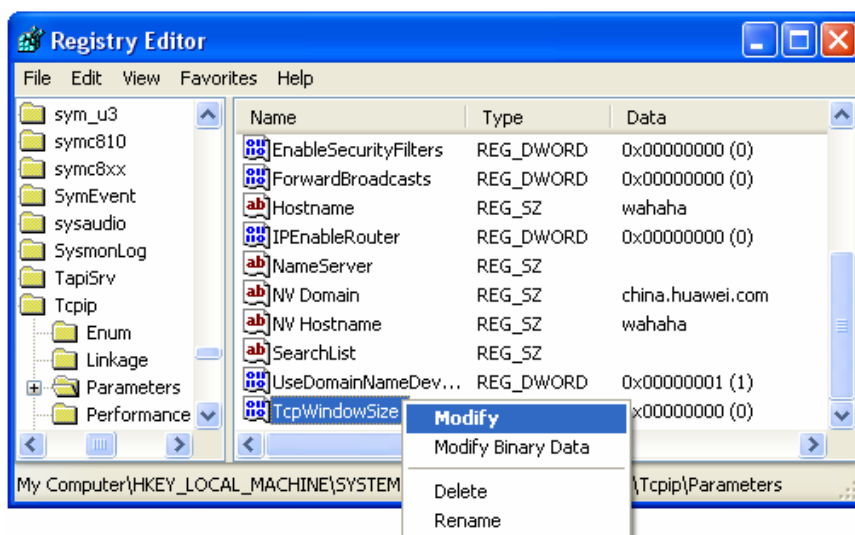 Registry Editor
File Edit View Favorites Help
sym_u3
symc810
symc8xx
SymEvent
sysaudio
SysmonLog
TapiSrv
Tcpip
Enum
Linkage
Parameters
Performance
Name Type Data
EnableSecurityFilters REG_DWORD 0x00000000 (0)
ForwardBroadcasts REG_DWORD 0x00000000 (0)
Hostname REG_SZ wahaha
IPEnableRouter REG_DWORD 0x00000000 (0)
NameServer REG_SZ
NV Domain REG_SZ china.huawei.com
NV Hostname REG_SZ wahaha
SearchList REG_SZ
UseDomainNameDev... REG_DWORD 0x00000001 (1)
TcpWindowSize x00000000 (0)
Modify
Modify Binary Data
Delete
Rename
My Computer\HKEY_LOCAL_MACHINE\SYSTEM \Tcpip\Parameters